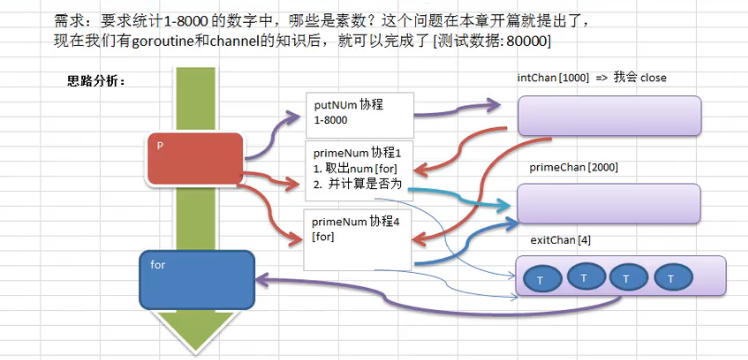 需求：要求统计1-8000 的数字中，哪些是素数？这个问题在本章开篇就提出了，
现在我们有goroutine和channel的知识后，就可以完成了 [测试数据: 80000]
思路分析：
intChan [1000] => 我会 close
putNUm 协程
1-8000
P
primeNum 协程1
1. 取出num [for]
2. 并计算是否为
primeChan [2000]
primeNum 协程4
[for]
exitChan [4]
for
T T T T